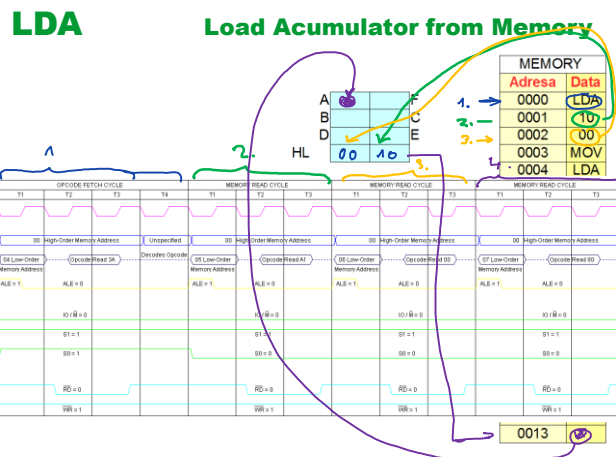 LDA
Load Acumulator from Memory
MEMORY
Adresa Data
1. 0000 LDA
2. 0001 10
3. 0002 00
0003 MOV
0004 LDA
A F
B C
D E
HL 00 10
1. 2. 3.
OPCODE FETCH CYCLE MEMORY READ CYCLE MEMORY READ CYCLE MEMORY READ CYCLE
T1 T2 T3 T4 T1 T2 T3 T1 T2 T3 T1 T2 T3
00 High-Order Memory Address Unspecified 00 High-Order Memory Address 00 High-Order Memory Address 00 High-Order Memory Address
04 Low-Order Opcode Read 3A Decodes Opcode 05 Low-Order Opcode Read A1 06 Low-Order Opcode Read 00 07 Low-Order Opcode Read 00
Memory Address Memory Address Memory Address Memory Address
ALE = 1 ALE = 0 ALE = 1 ALE = 0 ALE = 1 ALE = 0 ALE = 1 ALE = 0
IO / M = 0 IO / M = 0 IO / M = 0 IO / M = 0
S1 = 1 S1 = 1 S1 = 1 S1 = 1
S0 = 1 S0 = 0 S0 = 0 S0 = 0
RD = 0 RD = 0 RD = 0 RD = 0
WR = 1 WR = 1 WR = 1 WR = 1
0013